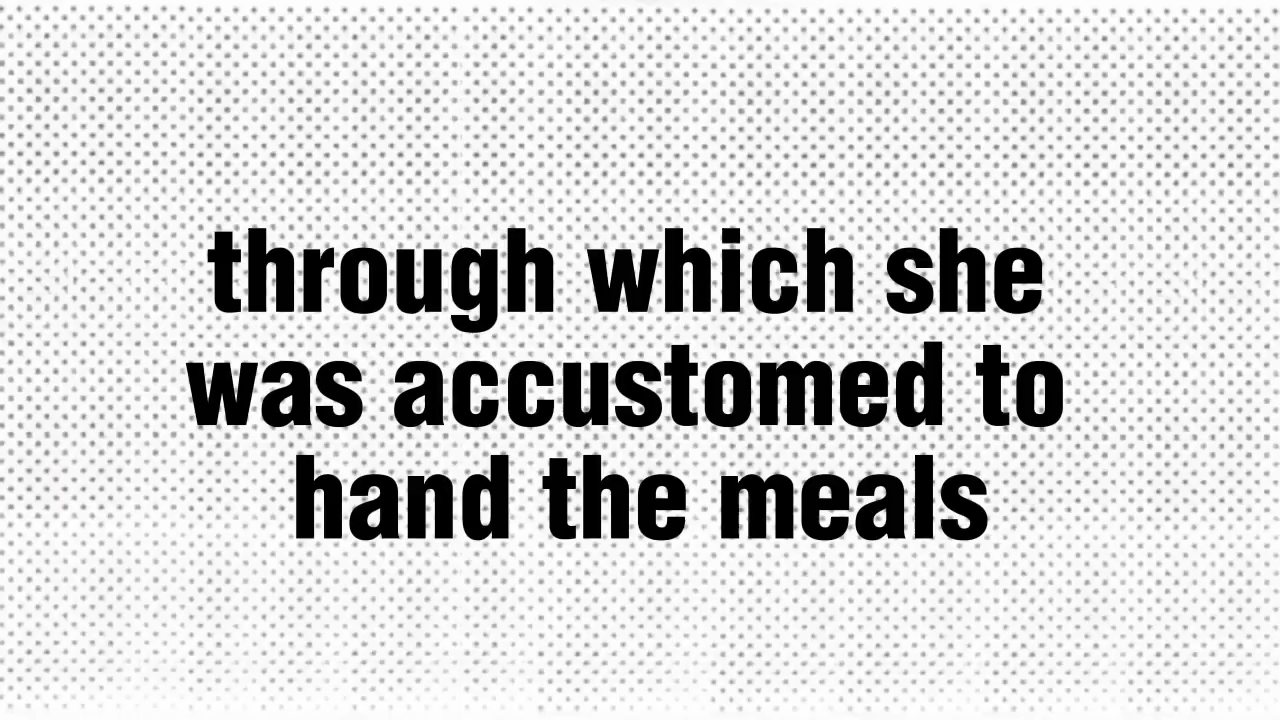 through which she
was accustomed to
hand the meals